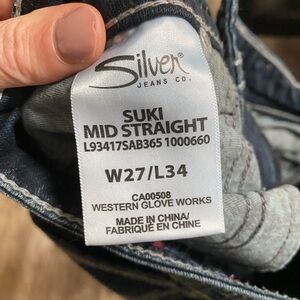 Silver
JEANS CO.
SUKI
MID STRAIGHT
L93417SAB365 1000660
W27/L34
CA00508
WESTERN GLOVE WORKS
MADE IN CHINA/
FABRIQUÉ EN CHINE